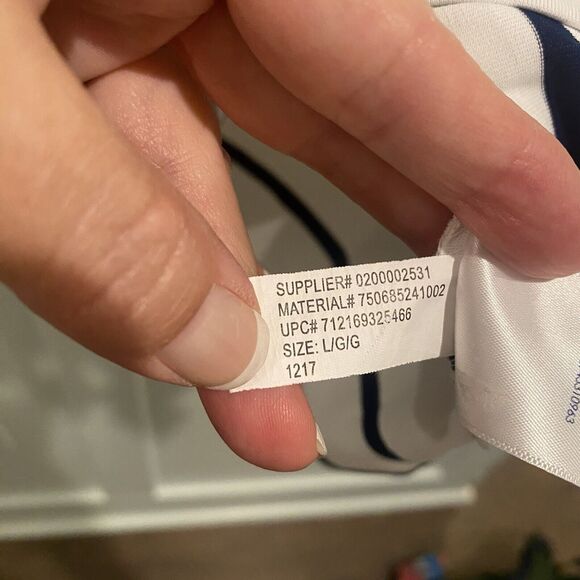 SUPPLIER# 0200002531
MATERIAL# 750685241002
UPC# 712169325466
SIZE: L/G/G
1217